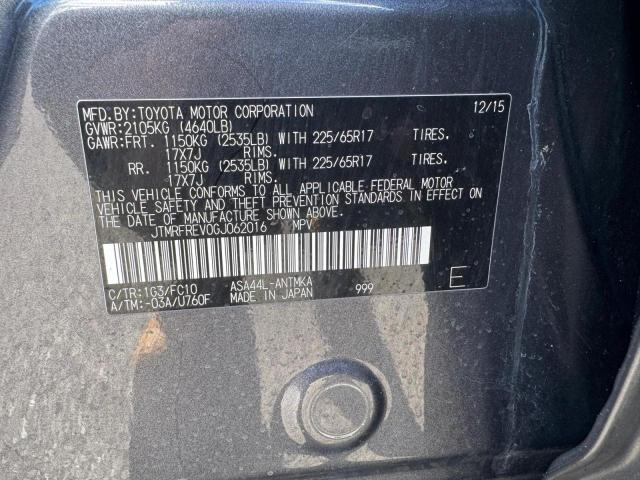 MFD.BY:TOYOTA MOTOR CORPORATION 12/15
GVWR:2105KG (4640LB)
GAWR:FRT. 1150KG (2535LB) WITH 225/65R17 TIRES.
17X7J RIMS.
RR. 1150KG (2535LB) WITH 225/65R17 TIRES.
17X7J RIMS.
THIS VEHICLE CONFORMS TO ALL APPLICABLE FEDERAL MOTOR
VEHICLE SAFETY AND THEFT PREVENTION STANDARDS IN EFFECT ON
THE DATE OF MANUFACTURE SHOWN ABOVE.
JTMRFREV0GJ062016 MPV
C/TR:1G3/FC10 ASA44L-ANTMKA
A/TM:-03A/U760F MADE IN JAPAN 999 E